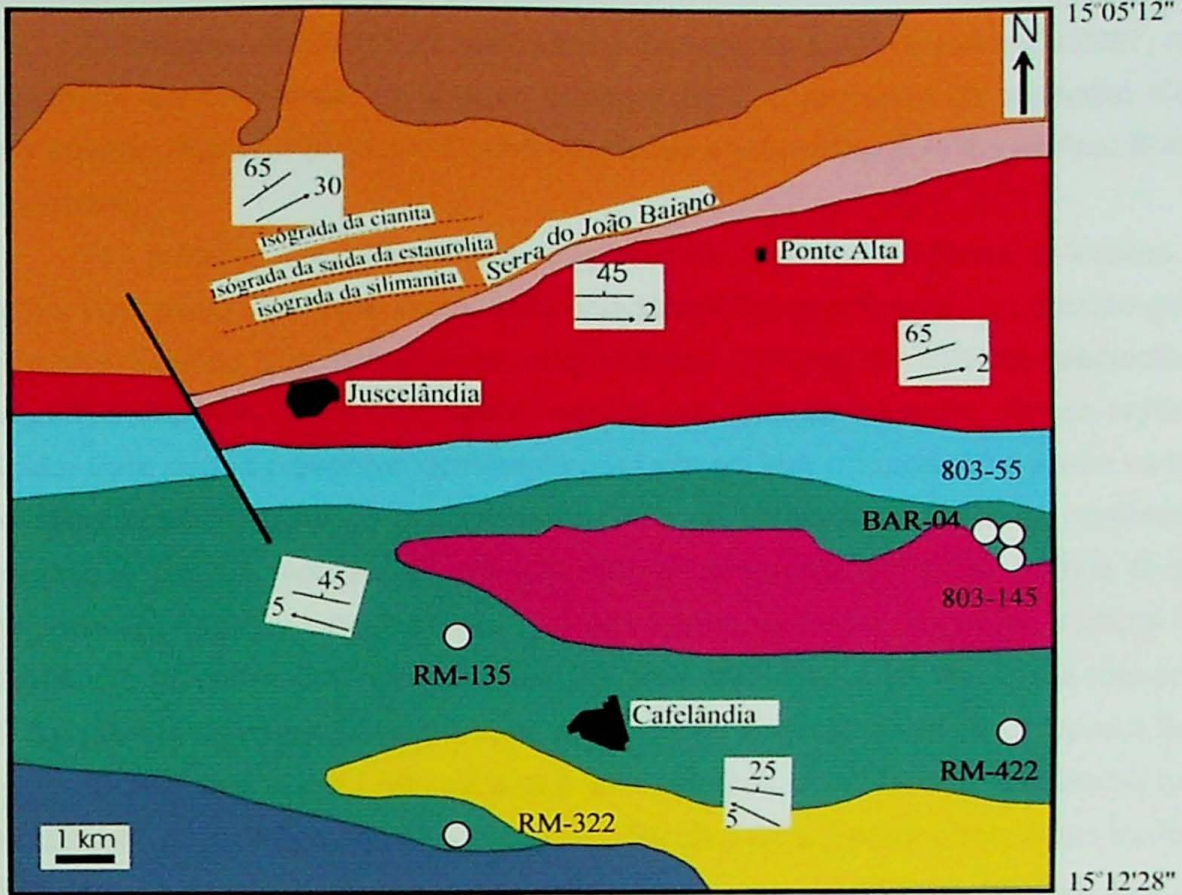 15°05'12"
N
65
30
isógrada da cianita
isógrada da saída da estaurolita
isógrada da silimanita
Serra do João Baiano
Ponte Alta
45
2
65
2
Juscelândia
803-55
BAR-04
803-145
45
5
RM-135
Cafelândia
RM-422
25
5
RM-322
1 km
15°12'28"